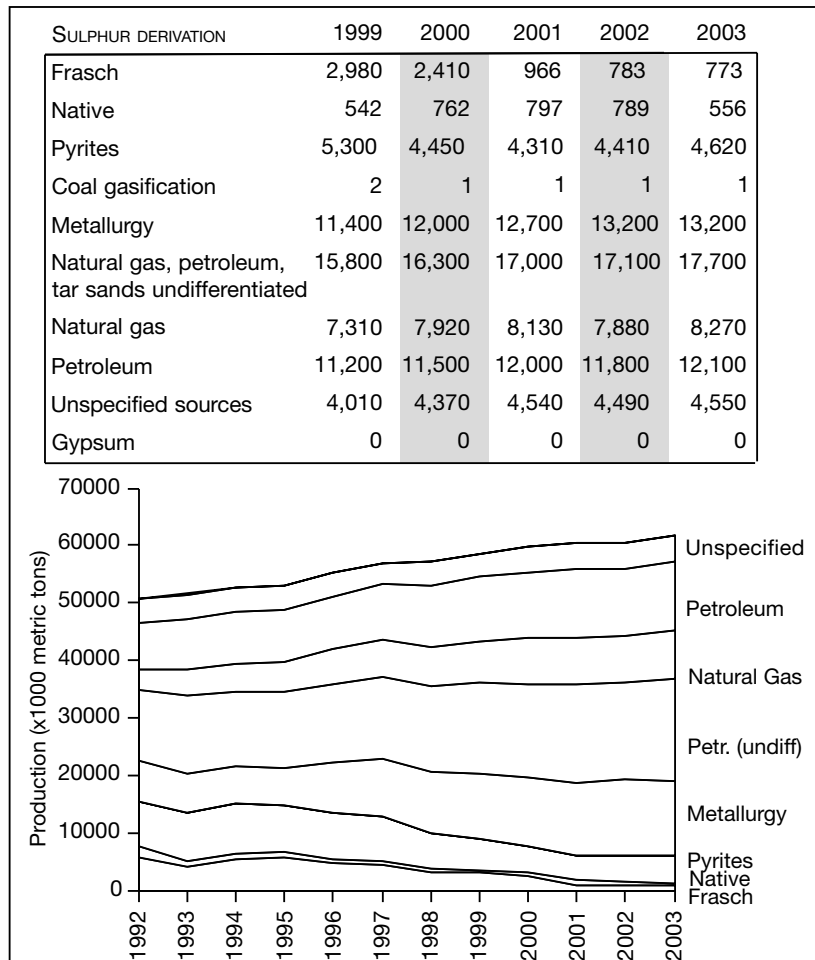 SULPHUR DERIVATION 1999 2000 2001 2002 2003
Frasch 2,980 2,410 966 783 773
Native 542 762 797 789 556
Pyrites 5,300 4,450 4,310 4,410 4,620
Coal gasification 2 1 1 1 1
Metallurgy 11,400 12,000 12,700 13,200 13,200
Natural gas, petroleum, 15,800 16,300 17,000 17,100 17,700
tar sands undifferentiated
Natural gas 7,310 7,920 8,130 7,880 8,270
Petroleum 11,200 11,500 12,000 11,800 12,100
Unspecified sources 4,010 4,370 4,540 4,490 4,550
Gypsum 0 0 0 0 0
Production (x1000 metric tons)
70000
60000
50000
40000
30000
20000
10000
0
Unspecified
Petroleum
Natural Gas
Petr. (undiff)
Metallurgy
Pyrites
Native
Frasch
1992 1993 1994 1995 1996 1997 1998 1999 2000 2001 2002 2003